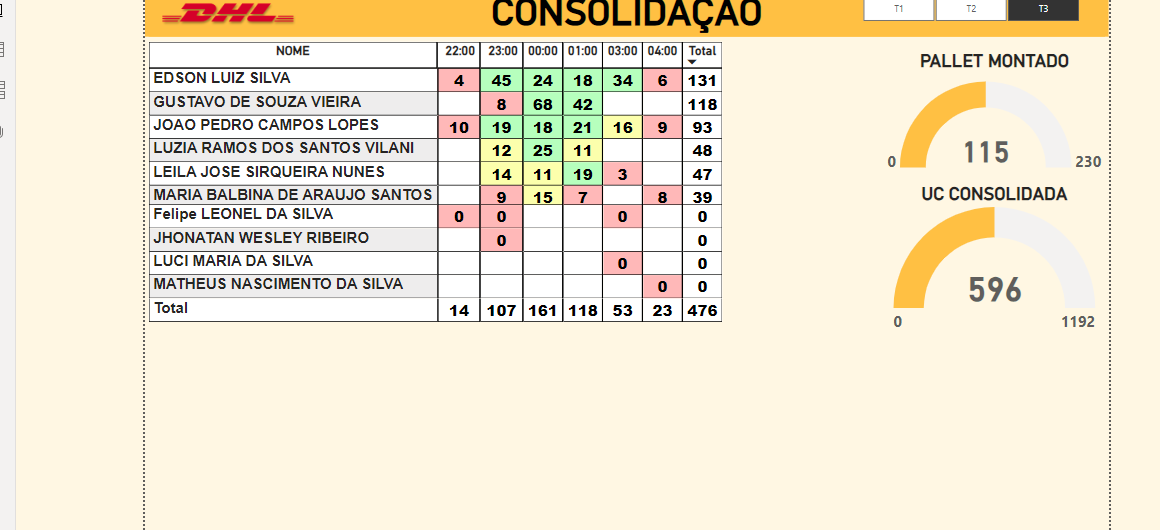 DHL
CONSOLIDAÇÃO
T1 T2 T3
NOME 22:00 23:00 00:00 01:00 03:00 04:00 Total
EDSON LUIZ SILVA 4 45 24 18 34 6 131
GUSTAVO DE SOUZA VIEIRA 8 68 42 118
JOAO PEDRO CAMPOS LOPES 10 19 18 21 16 9 93
LUZIA RAMOS DOS SANTOS VILANI 12 25 11 48
LEILA JOSE SIRQUEIRA NUNES 14 11 19 3 47
MARIA BALBINA DE ARAUJO SANTOS 9 15 7 8 39
Felipe LEONEL DA SILVA 0 0 0 0
JHONATAN WESLEY RIBEIRO 0 0
LUCI MARIA DA SILVA 0 0
MATHEUS NASCIMENTO DA SILVA 0 0
Total 14 107 161 118 53 23 476
PALLET MONTADO
115
0 230
UC CONSOLIDADA
596
0 1192